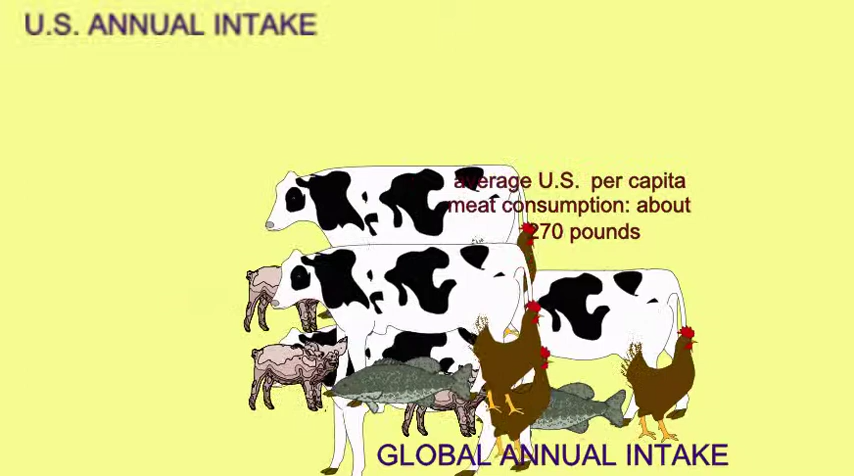 U.S. ANNUAL INTAKE
average U.S. per capita
meat consumption: about
270 pounds
GLOBAL ANNUAL INTAKE